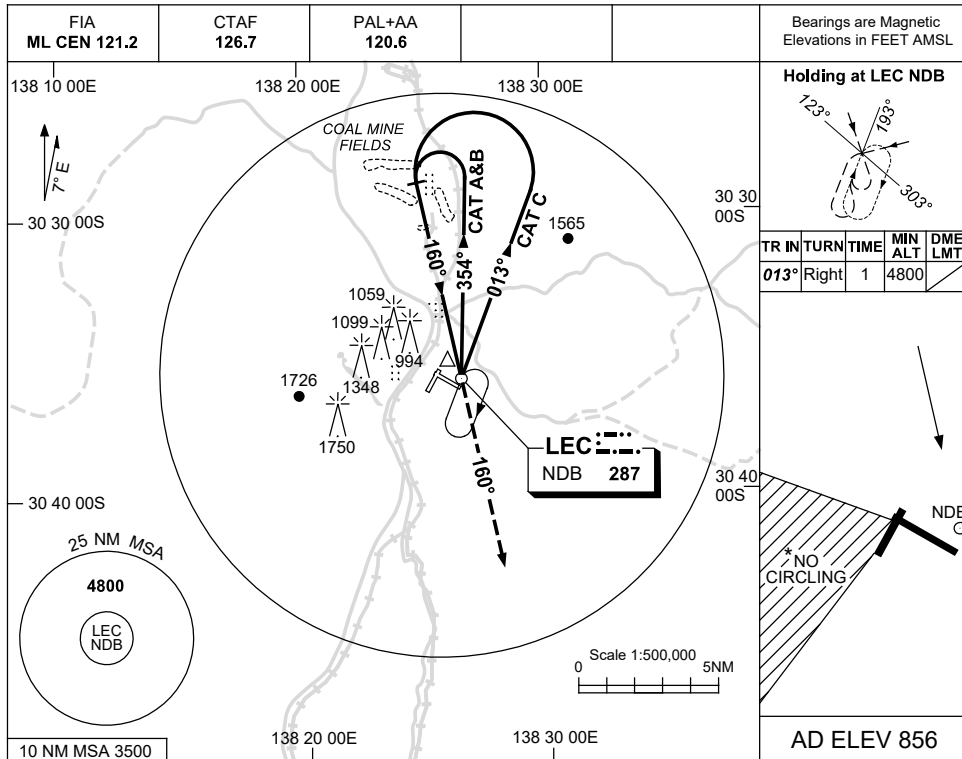 FIA
ML CEN 121.2
CTAF
126.7
PAL+AA
120.6
Bearings are Magnetic
Elevations in FEET AMSL
138 10 00E
138 20 00E
138 30 00E
7° E
COAL MINE
FIELDS
CAT A&B
CAT C
160°
354°
013°
1565
30 30 00S
30 30
00S
1059
1099
994
1348
1726
1750
LEC
NDB 287
160°
30 40 00S
30 40
00S
25 NM MSA
4800
LEC
NDB
Scale 1:500,000
0 5NM
10 NM MSA 3500
138 20 00E
138 30 00E
Holding at LEC NDB
123°
193°
303°
TR IN TURN TIME MIN ALT DME LMT
013° Right 1 4800
NDB
*NO
CIRCLING
AD ELEV 856